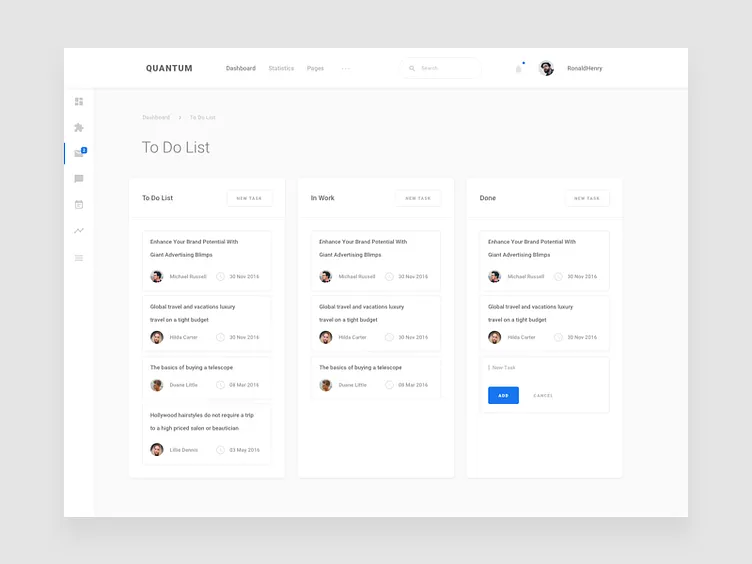 QUANTUM
Dashboard
Statistics
Pages
Search
RonaldHenry
Dashboard
To Do List
To Do List
To Do List
NEW TASK
Enhance Your Brand Potential With
Giant Advertising Blimps
Michael Russell
30 Nov 2016
Global travel and vacations luxury
travel on a tight budget
Hilda Carter
30 Nov 2016
The basics of buying a telescope
Duane Little
08 Mar 2016
Hollywood hairstyles do not require a trip
to a high priced salon or beautician
Lillie Dennis
03 May 2016
In Work
NEW TASK
Enhance Your Brand Potential With
Giant Advertising Blimps
Michael Russell
30 Nov 2016
Global travel and vacations luxury
travel on a tight budget
Hilda Carter
30 Nov 2016
The basics of buying a telescope
Duane Little
08 Mar 2016
Done
NEW TASK
Enhance Your Brand Potential With
Giant Advertising Blimps
Michael Russell
30 Nov 2016
Global travel and vacations luxury
travel on a tight budget
Hilda Carter
30 Nov 2016
New Task
ADD
CANCEL